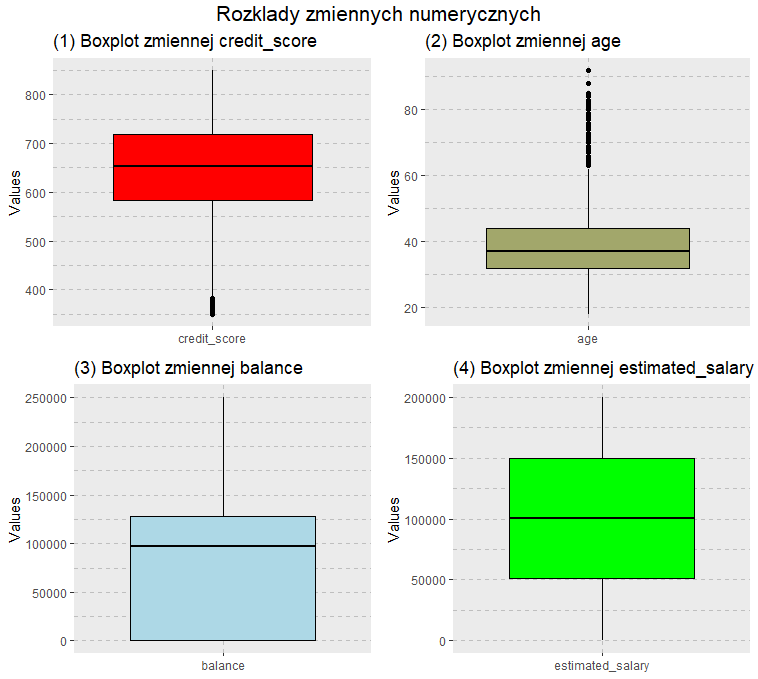 Rozklady zmiennych numerycznych
(1) Boxplot zmiennej credit_score
Values
800
700
600
500
400
credit_score
(2) Boxplot zmiennej age
Values
80
60
40
20
age
(3) Boxplot zmiennej balance
Values
250000
200000
150000
100000
50000
0
balance
(4) Boxplot zmiennej estimated_salary
Values
200000
150000
100000
50000
0
estimated_salary